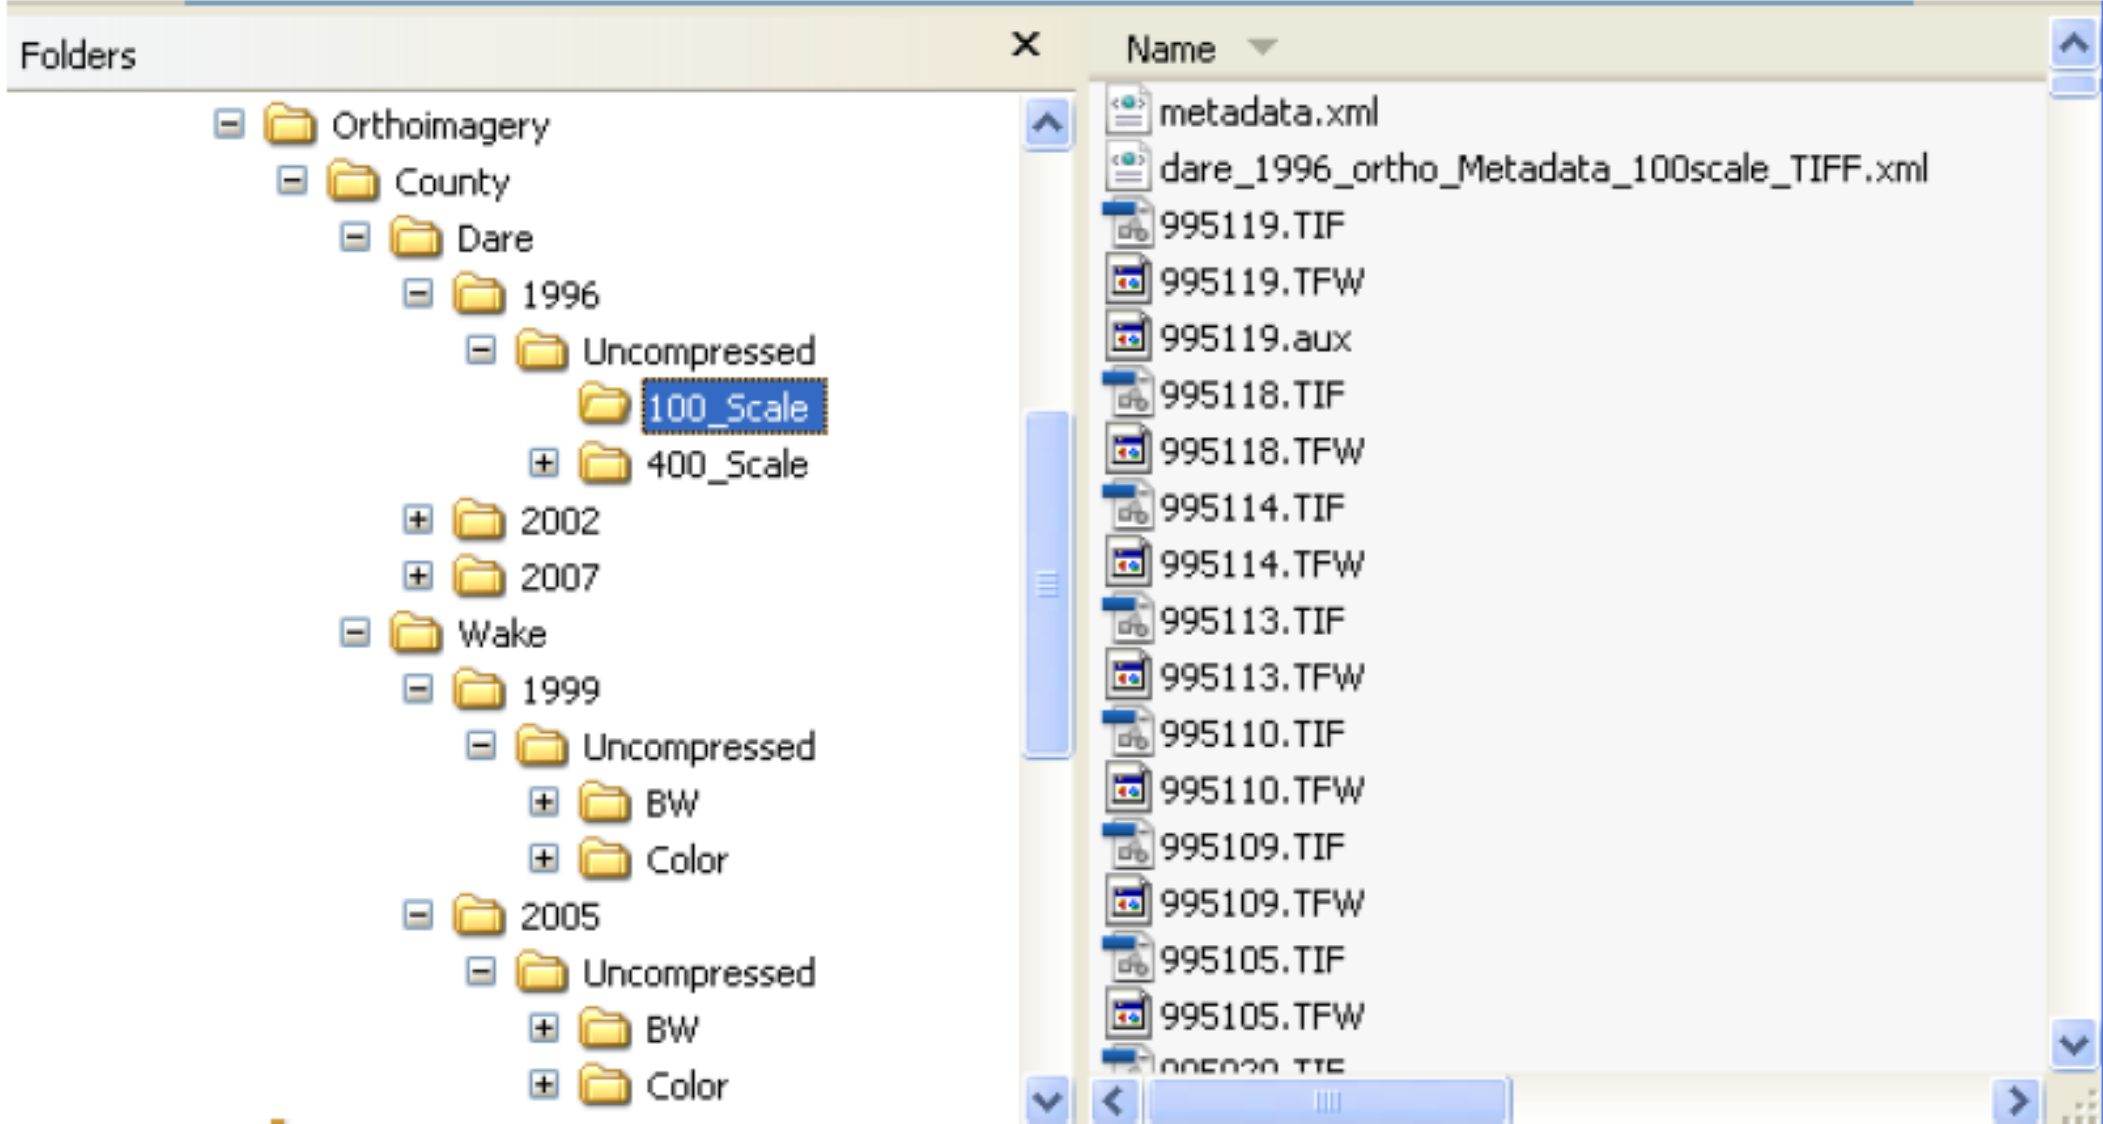 Folders
Orthoimagery
County
Dare
1996
Uncompressed
100_Scale
400_Scale
2002
2007
Wake
1999
Uncompressed
BW
Color
2005
Uncompressed
BW
Color
Name
metadata.xml
dare_1996_ortho_Metadata_100scale_TIFF.xml
995119.TIF
995119.TFW
995119.aux
995118.TIF
995118.TFW
995114.TIF
995114.TFW
995113.TIF
995113.TFW
995110.TIF
995110.TFW
995109.TIF
995109.TFW
995105.TIF
995105.TFW